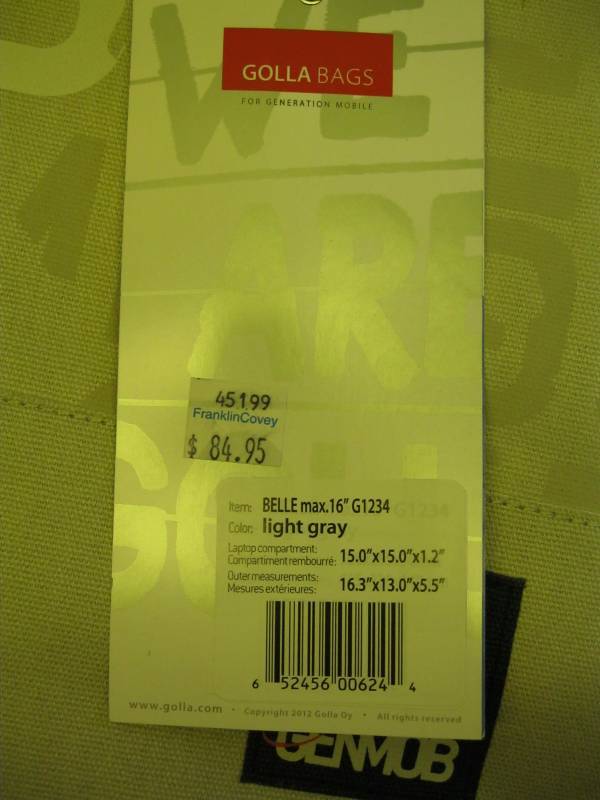 GOLLA BAGS
FOR GENERATION MOBILE
WE
ARE
45199
FranklinCovey
$ 84.95
Item: BELLE max.16" G1234
Color: light gray
Laptop compartment:
Compartiment rembourré: 15.0"x15.0"x1.2"
Outer measurements:
Mesures extérieures: 16.3"x13.0"x5.5"
6 52456 00624 4
www.golla.com • Copyright 2012 Golla Oy • All rights reserved
GENMOB